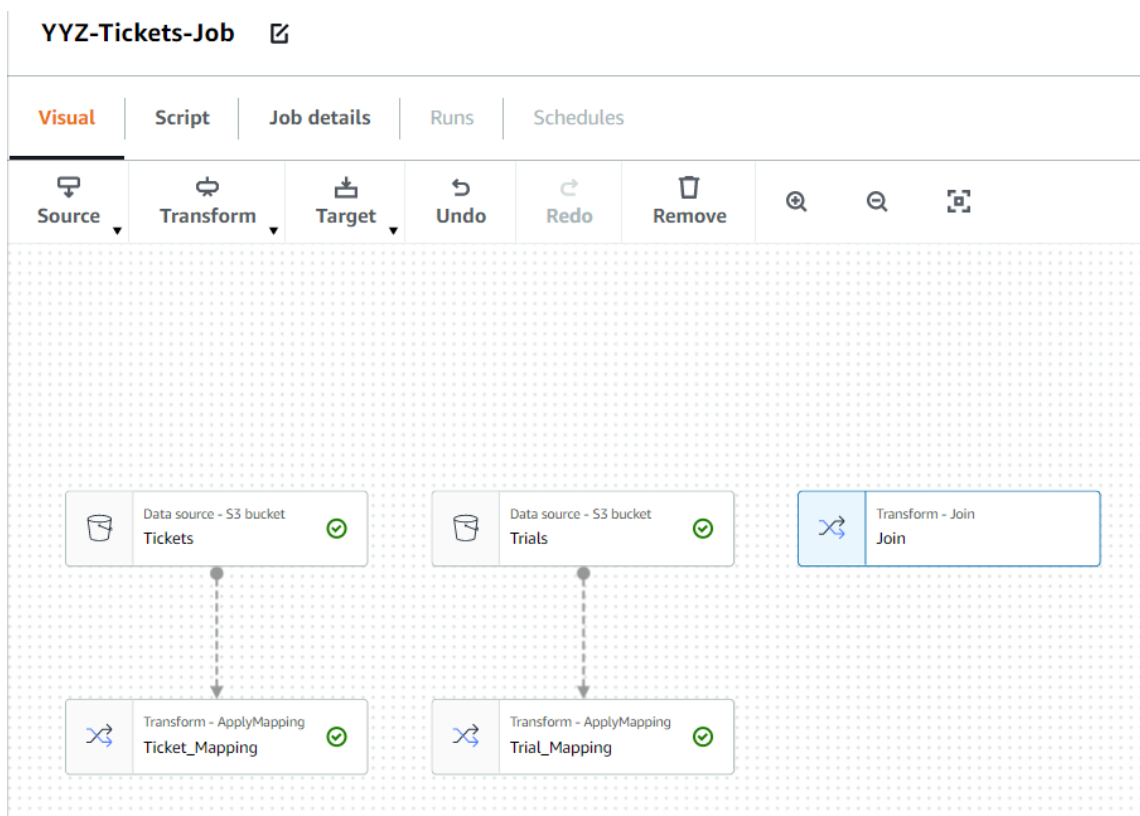 YYZ-Tickets-Job
Visual Script Job details Runs Schedules
Source Transform Target Undo Redo Remove
Data source - S3 bucket
Tickets
Data source - S3 bucket
Trials
Transform - Join
Join
Transform - ApplyMapping
Ticket_Mapping
Transform - ApplyMapping
Trial_Mapping